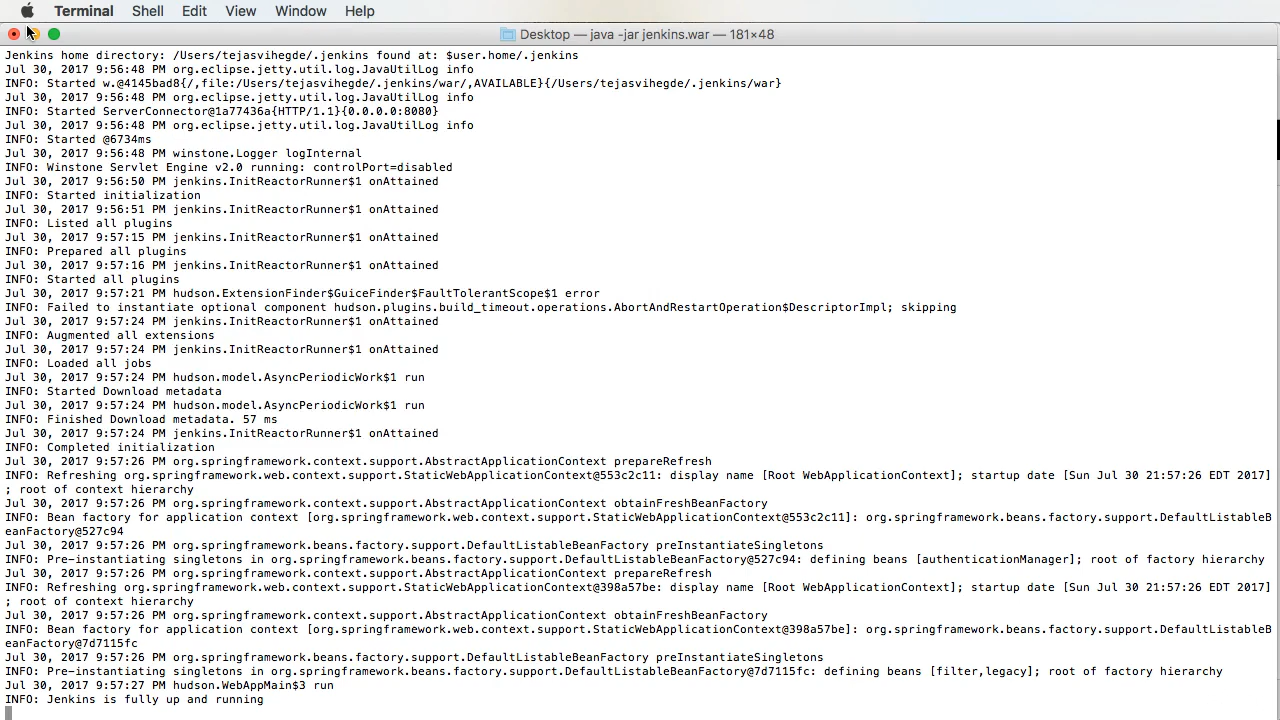 Terminal Shell Edit View Window Help
Desktop — java -jar jenkins.war — 181×48
Jenkins home directory: /Users/tejasvihegde/.jenkins found at: $user.home/.jenkins
Jul 30, 2017 9:56:48 PM org.eclipse.jetty.util.log.JavaUtilLog info
INFO: Started w.@4145bad8{/,file:/Users/tejasvihegde/.jenkins/war/,AVAILABLE}{/Users/tejasvihegde/.jenkins/war}
Jul 30, 2017 9:56:48 PM org.eclipse.jetty.util.log.JavaUtilLog info
INFO: Started ServerConnector@1a77436a{HTTP/1.1}{0.0.0.0:8080}
Jul 30, 2017 9:56:48 PM org.eclipse.jetty.util.log.JavaUtilLog info
INFO: Started @6734ms
Jul 30, 2017 9:56:48 PM winstone.Logger logInternal
INFO: Winstone Servlet Engine v2.0 running: controlPort=disabled
Jul 30, 2017 9:56:50 PM jenkins.InitReactorRunner$1 onAttained
INFO: Started initialization
Jul 30, 2017 9:56:51 PM jenkins.InitReactorRunner$1 onAttained
INFO: Listed all plugins
Jul 30, 2017 9:57:15 PM jenkins.InitReactorRunner$1 onAttained
INFO: Prepared all plugins
Jul 30, 2017 9:57:16 PM jenkins.InitReactorRunner$1 onAttained
INFO: Started all plugins
Jul 30, 2017 9:57:21 PM hudson.ExtensionFinder$GuiceFinder$FaultTolerantScope$1 error
INFO: Failed to instantiate optional component hudson.plugins.build_timeout.operations.AbortAndRestartOperation$DescriptorImpl; skipping
Jul 30, 2017 9:57:24 PM jenkins.InitReactorRunner$1 onAttained
INFO: Augmented all extensions
Jul 30, 2017 9:57:24 PM jenkins.InitReactorRunner$1 onAttained
INFO: Loaded all jobs
Jul 30, 2017 9:57:24 PM hudson.model.AsyncPeriodicWork$1 run
INFO: Started Download metadata
Jul 30, 2017 9:57:24 PM hudson.model.AsyncPeriodicWork$1 run
INFO: Finished Download metadata. 57 ms
Jul 30, 2017 9:57:24 PM jenkins.InitReactorRunner$1 onAttained
INFO: Completed initialization
Jul 30, 2017 9:57:26 PM org.springframework.context.support.AbstractApplicationContext prepareRefresh
INFO: Refreshing org.springframework.web.context.support.StaticWebApplicationContext@553c2c11: display name [Root WebApplicationContext]; startup date [Sun Jul 30 21:57:26 EDT 2017]
; root of context hierarchy
Jul 30, 2017 9:57:26 PM org.springframework.context.support.AbstractApplicationContext obtainFreshBeanFactory
INFO: Bean factory for application context [org.springframework.web.context.support.StaticWebApplicationContext@553c2c11]: org.springframework.beans.factory.support.DefaultListableB
eanFactory@527c94
Jul 30, 2017 9:57:26 PM org.springframework.beans.factory.support.DefaultListableBeanFactory preInstantiateSingletons
INFO: Pre-instantiating singletons in org.springframework.beans.factory.support.DefaultListableBeanFactory@527c94: defining beans [authenticationManager]; root of factory hierarchy
Jul 30, 2017 9:57:26 PM org.springframework.context.support.AbstractApplicationContext prepareRefresh
INFO: Refreshing org.springframework.web.context.support.StaticWebApplicationContext@398a57be: display name [Root WebApplicationContext]; startup date [Sun Jul 30 21:57:26 EDT 2017]
; root of context hierarchy
Jul 30, 2017 9:57:26 PM org.springframework.context.support.AbstractApplicationContext obtainFreshBeanFactory
INFO: Bean factory for application context [org.springframework.web.context.support.StaticWebApplicationContext@398a57be]: org.springframework.beans.factory.support.DefaultListableB
eanFactory@7d7115fc
Jul 30, 2017 9:57:26 PM org.springframework.beans.factory.support.DefaultListableBeanFactory preInstantiateSingletons
INFO: Pre-instantiating singletons in org.springframework.beans.factory.support.DefaultListableBeanFactory@7d7115fc: defining beans [filter,legacy]; root of factory hierarchy
Jul 30, 2017 9:57:27 PM hudson.WebAppMain$3 run
INFO: Jenkins is fully up and running